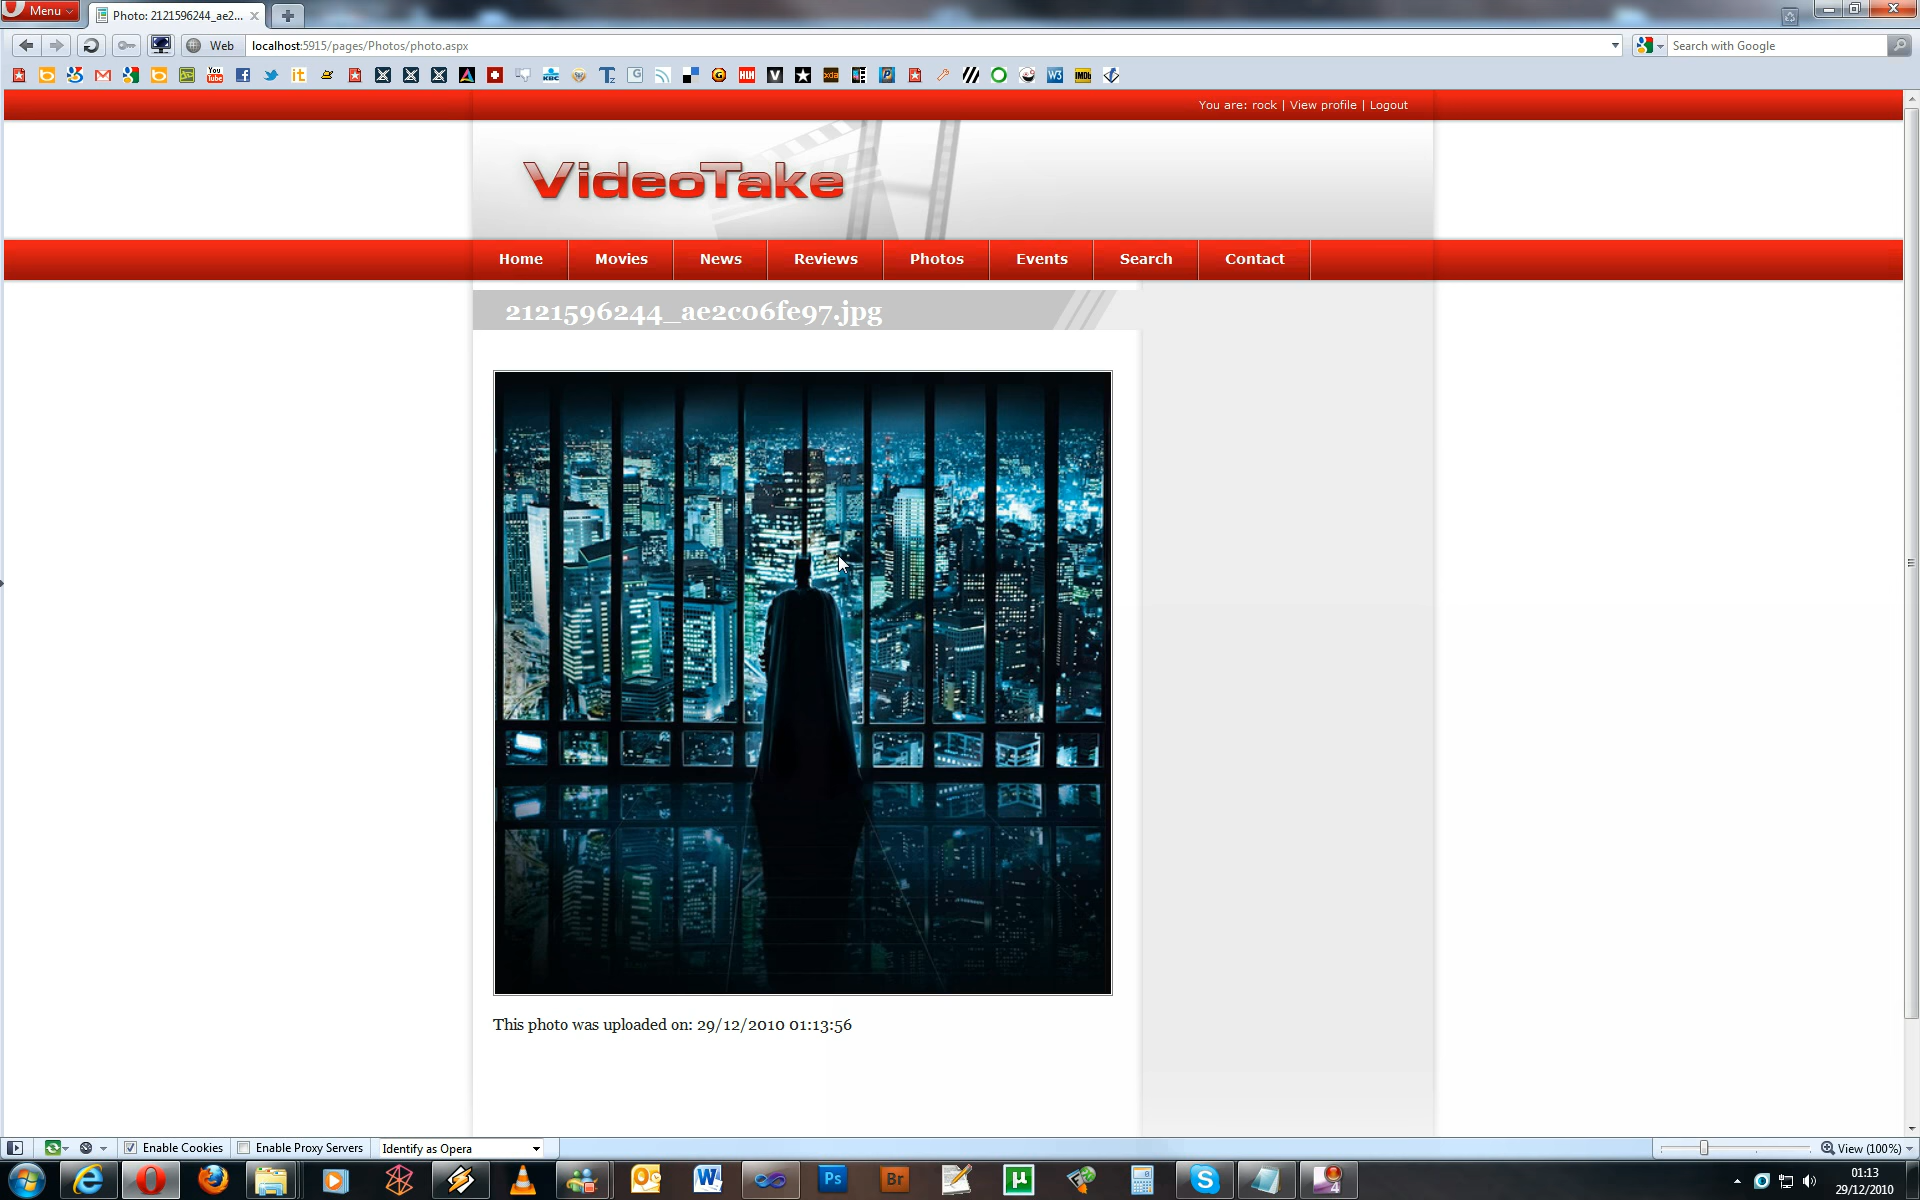 Menu
Photo: 2121596244_ae2...
Web
localhost:5915/pages/Photos/photo.aspx
Search with Google
You are: rock | View profile | Logout
VideoTake
Home
Movies
News
Reviews
Photos
Events
Search
Contact
2121596244_ae2c06fe97.jpg
This photo was uploaded on: 29/12/2010 01:13:56
Enable Cookies
Enable Proxy Servers
Identify as Opera
View (100%)
01:13
29/12/2010